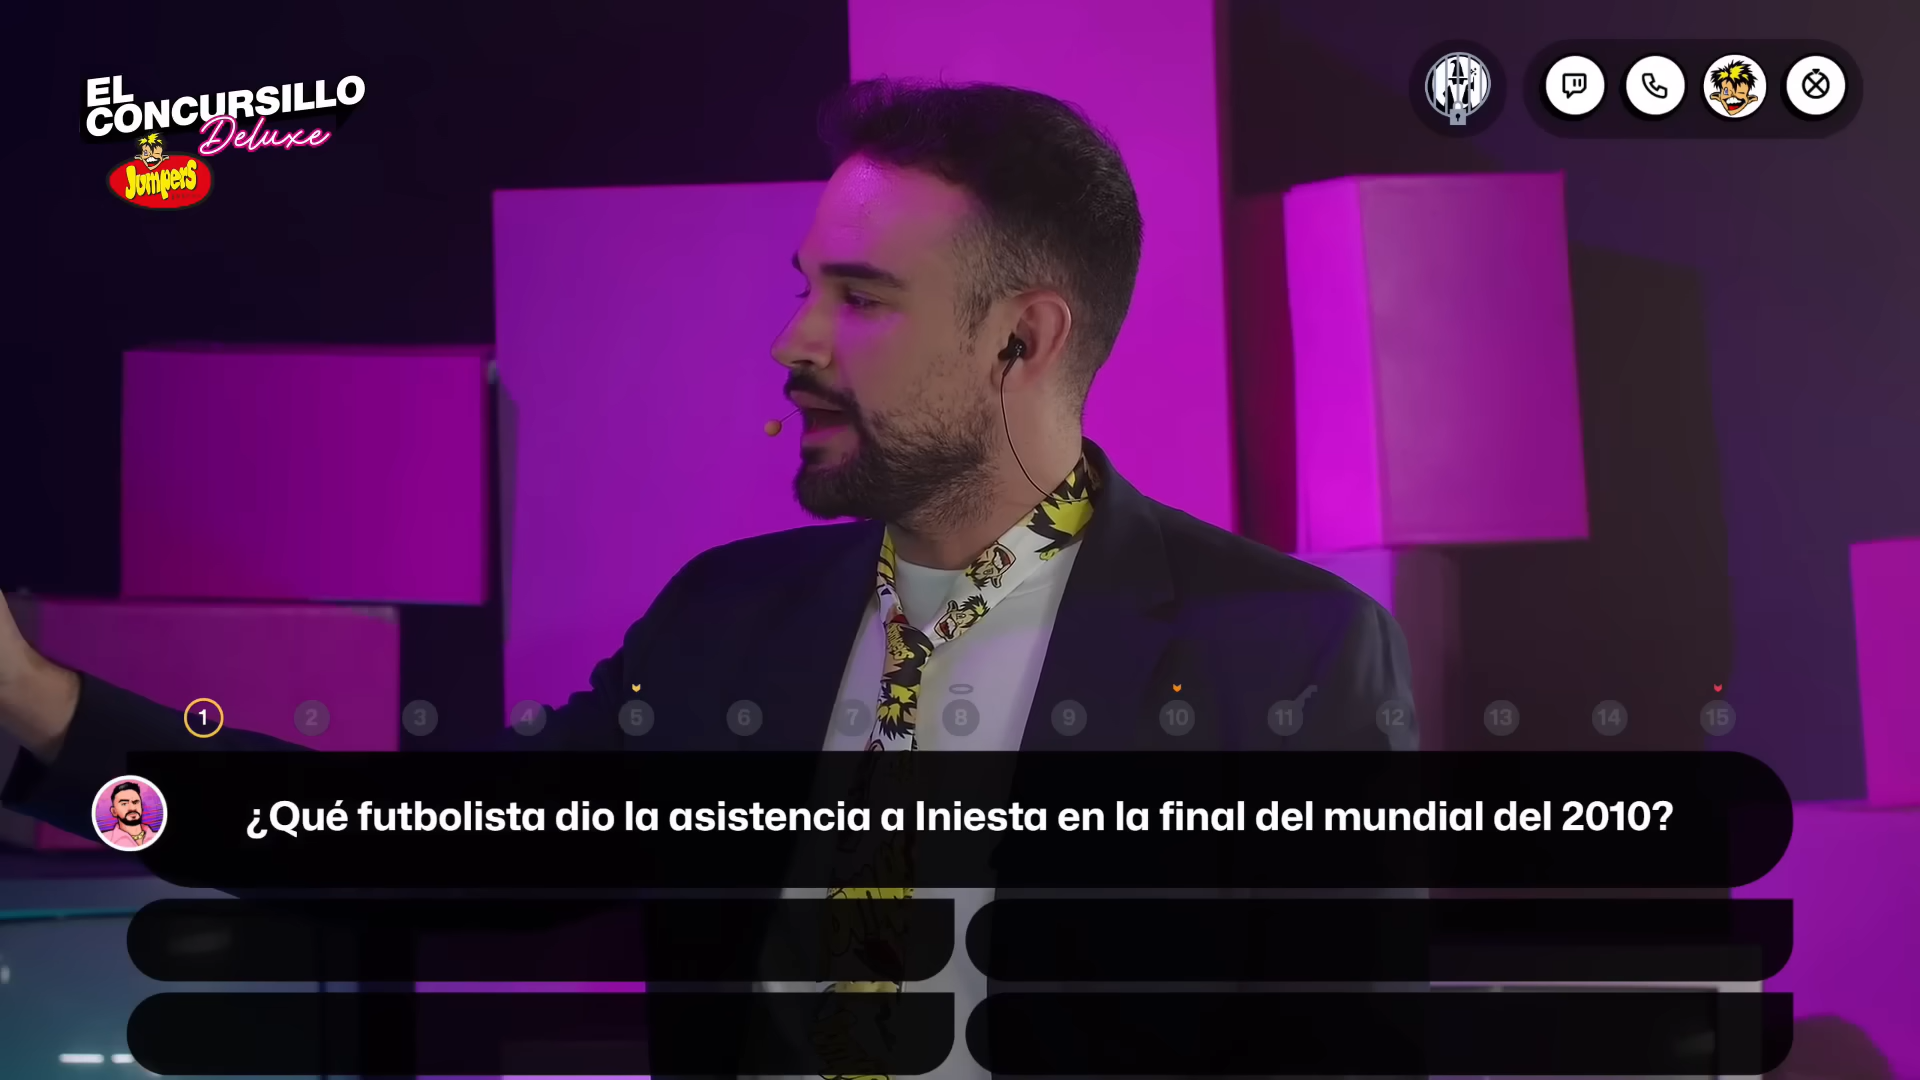 EL
CONCURSILLO
Deluxe
Jumpers
1 2 3 4 5 6 7 8 9 10 11 12 13 14 15
¿Qué futbolista dio la asistencia a Iniesta en la final del mundial del 2010?